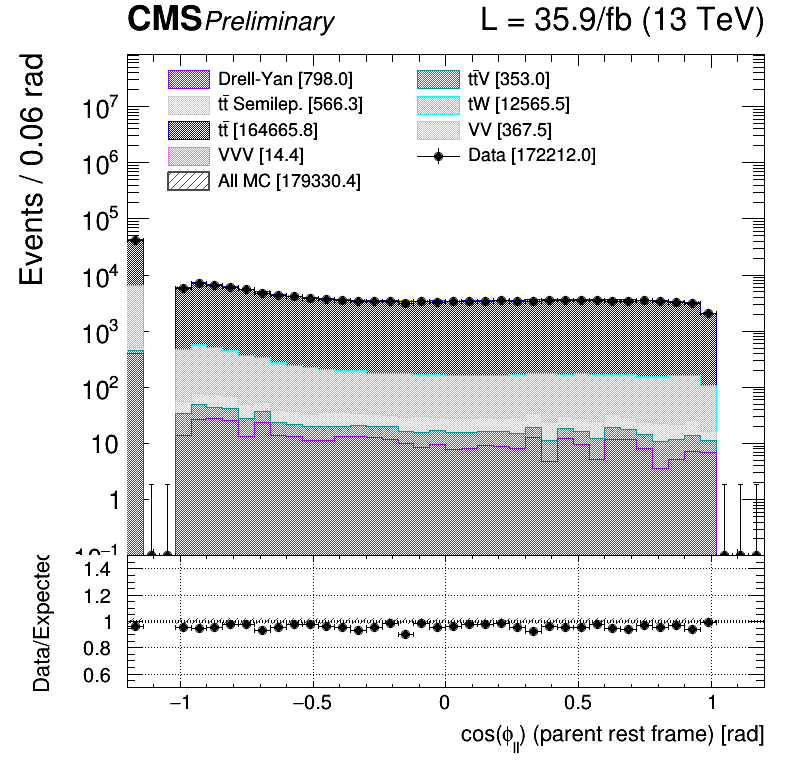 CMS Preliminary L = 35.9/fb (13 TeV)
Events / 0.06 rad
Drell-Yan [798.0]
tt̄ Semilep. [566.3]
tt̄ [164665.8]
VVV [14.4]
All MC [179330.4]
tt̄V [353.0]
tW [12565.5]
VV [367.5]
Data [172212.0]
10⁷
10⁶
10⁵
10⁴
10³
10²
10
1
10⁻¹
Data/Expected
1.4
1.2
1
0.8
0.6
−1 −0.5 0 0.5 1
cos(ϕ_ll) (parent rest frame) [rad]